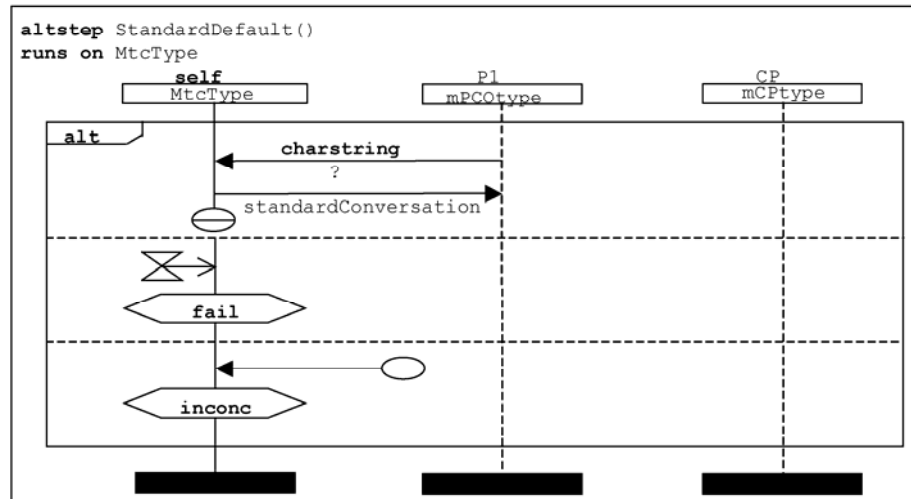 altstep StandardDefault()
runs on MtcType
self P1 CP
MtcType mPCOtype mCPtype
alt
charstring
?
standardConversation
fail
inconc